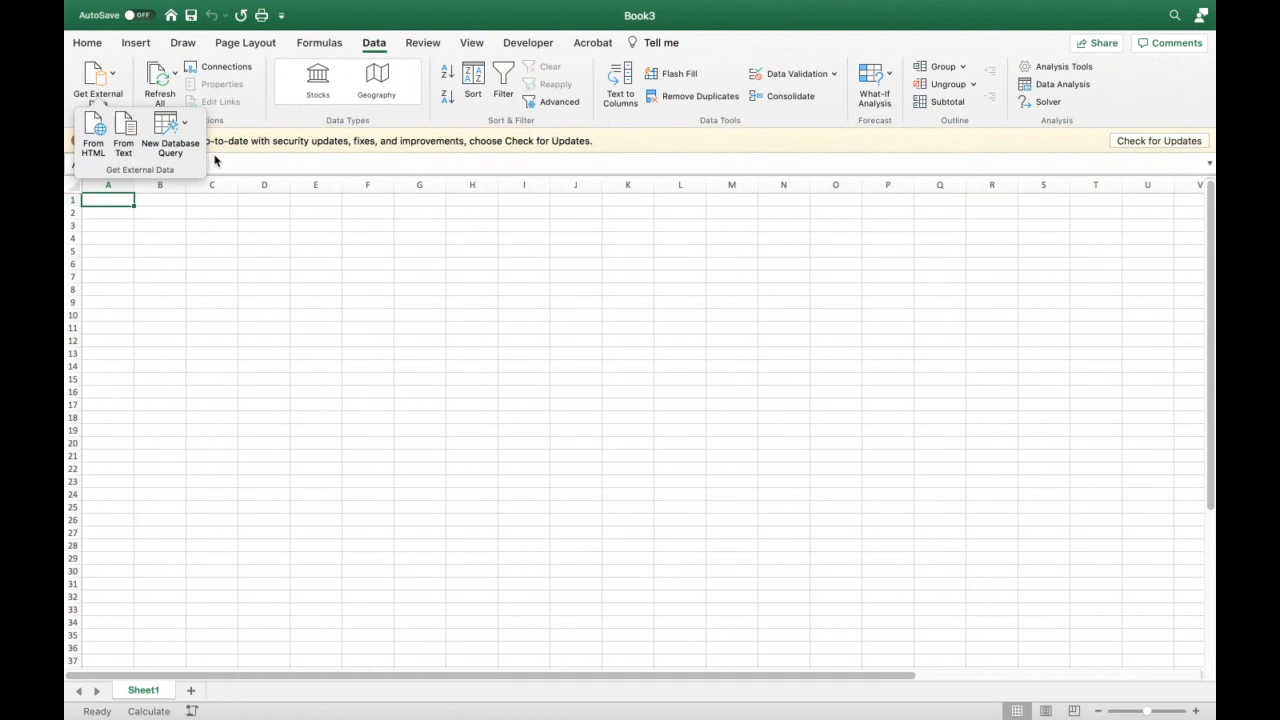 AutoSave OFF
Book3
Home Insert Draw Page Layout Formulas Data Review View Developer Acrobat Tell me
Share Comments
Get External
Refresh
All
Connections
Properties
Edit Links
Stocks
Geography
Data Types
Sort
Filter
Clear
Reapply
Advanced
Sort & Filter
Text to
Columns
Flash Fill
Remove Duplicates
Data Validation
Consolidate
Data Tools
What-If
Analysis
Forecast
Group
Ungroup
Subtotal
Outline
Analysis Tools
Data Analysis
Solver
Analysis
From
HTML
From
Text
New Database
Query
Get External Data
o-to-date with security updates, fixes, and improvements, choose Check for Updates.
Check for Updates
A B C D E F G H I J K L M N O P Q R S T U V
1
2
3
4
5
6
7
8
9
10
11
12
13
14
15
16
17
18
19
20
21
22
23
24
25
26
27
28
29
30
31
32
33
34
35
36
37
Sheet1
Ready Calculate